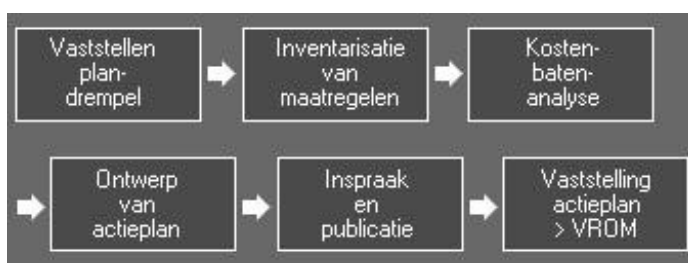 Vaststellen
plan-
drempel
Inventarisatie
van
maatregelen
Kosten-
baten-
analyse
Ontwerp
van
actieplan
Inspraak
en
publicatie
Vaststelling
actieplan
> VROM